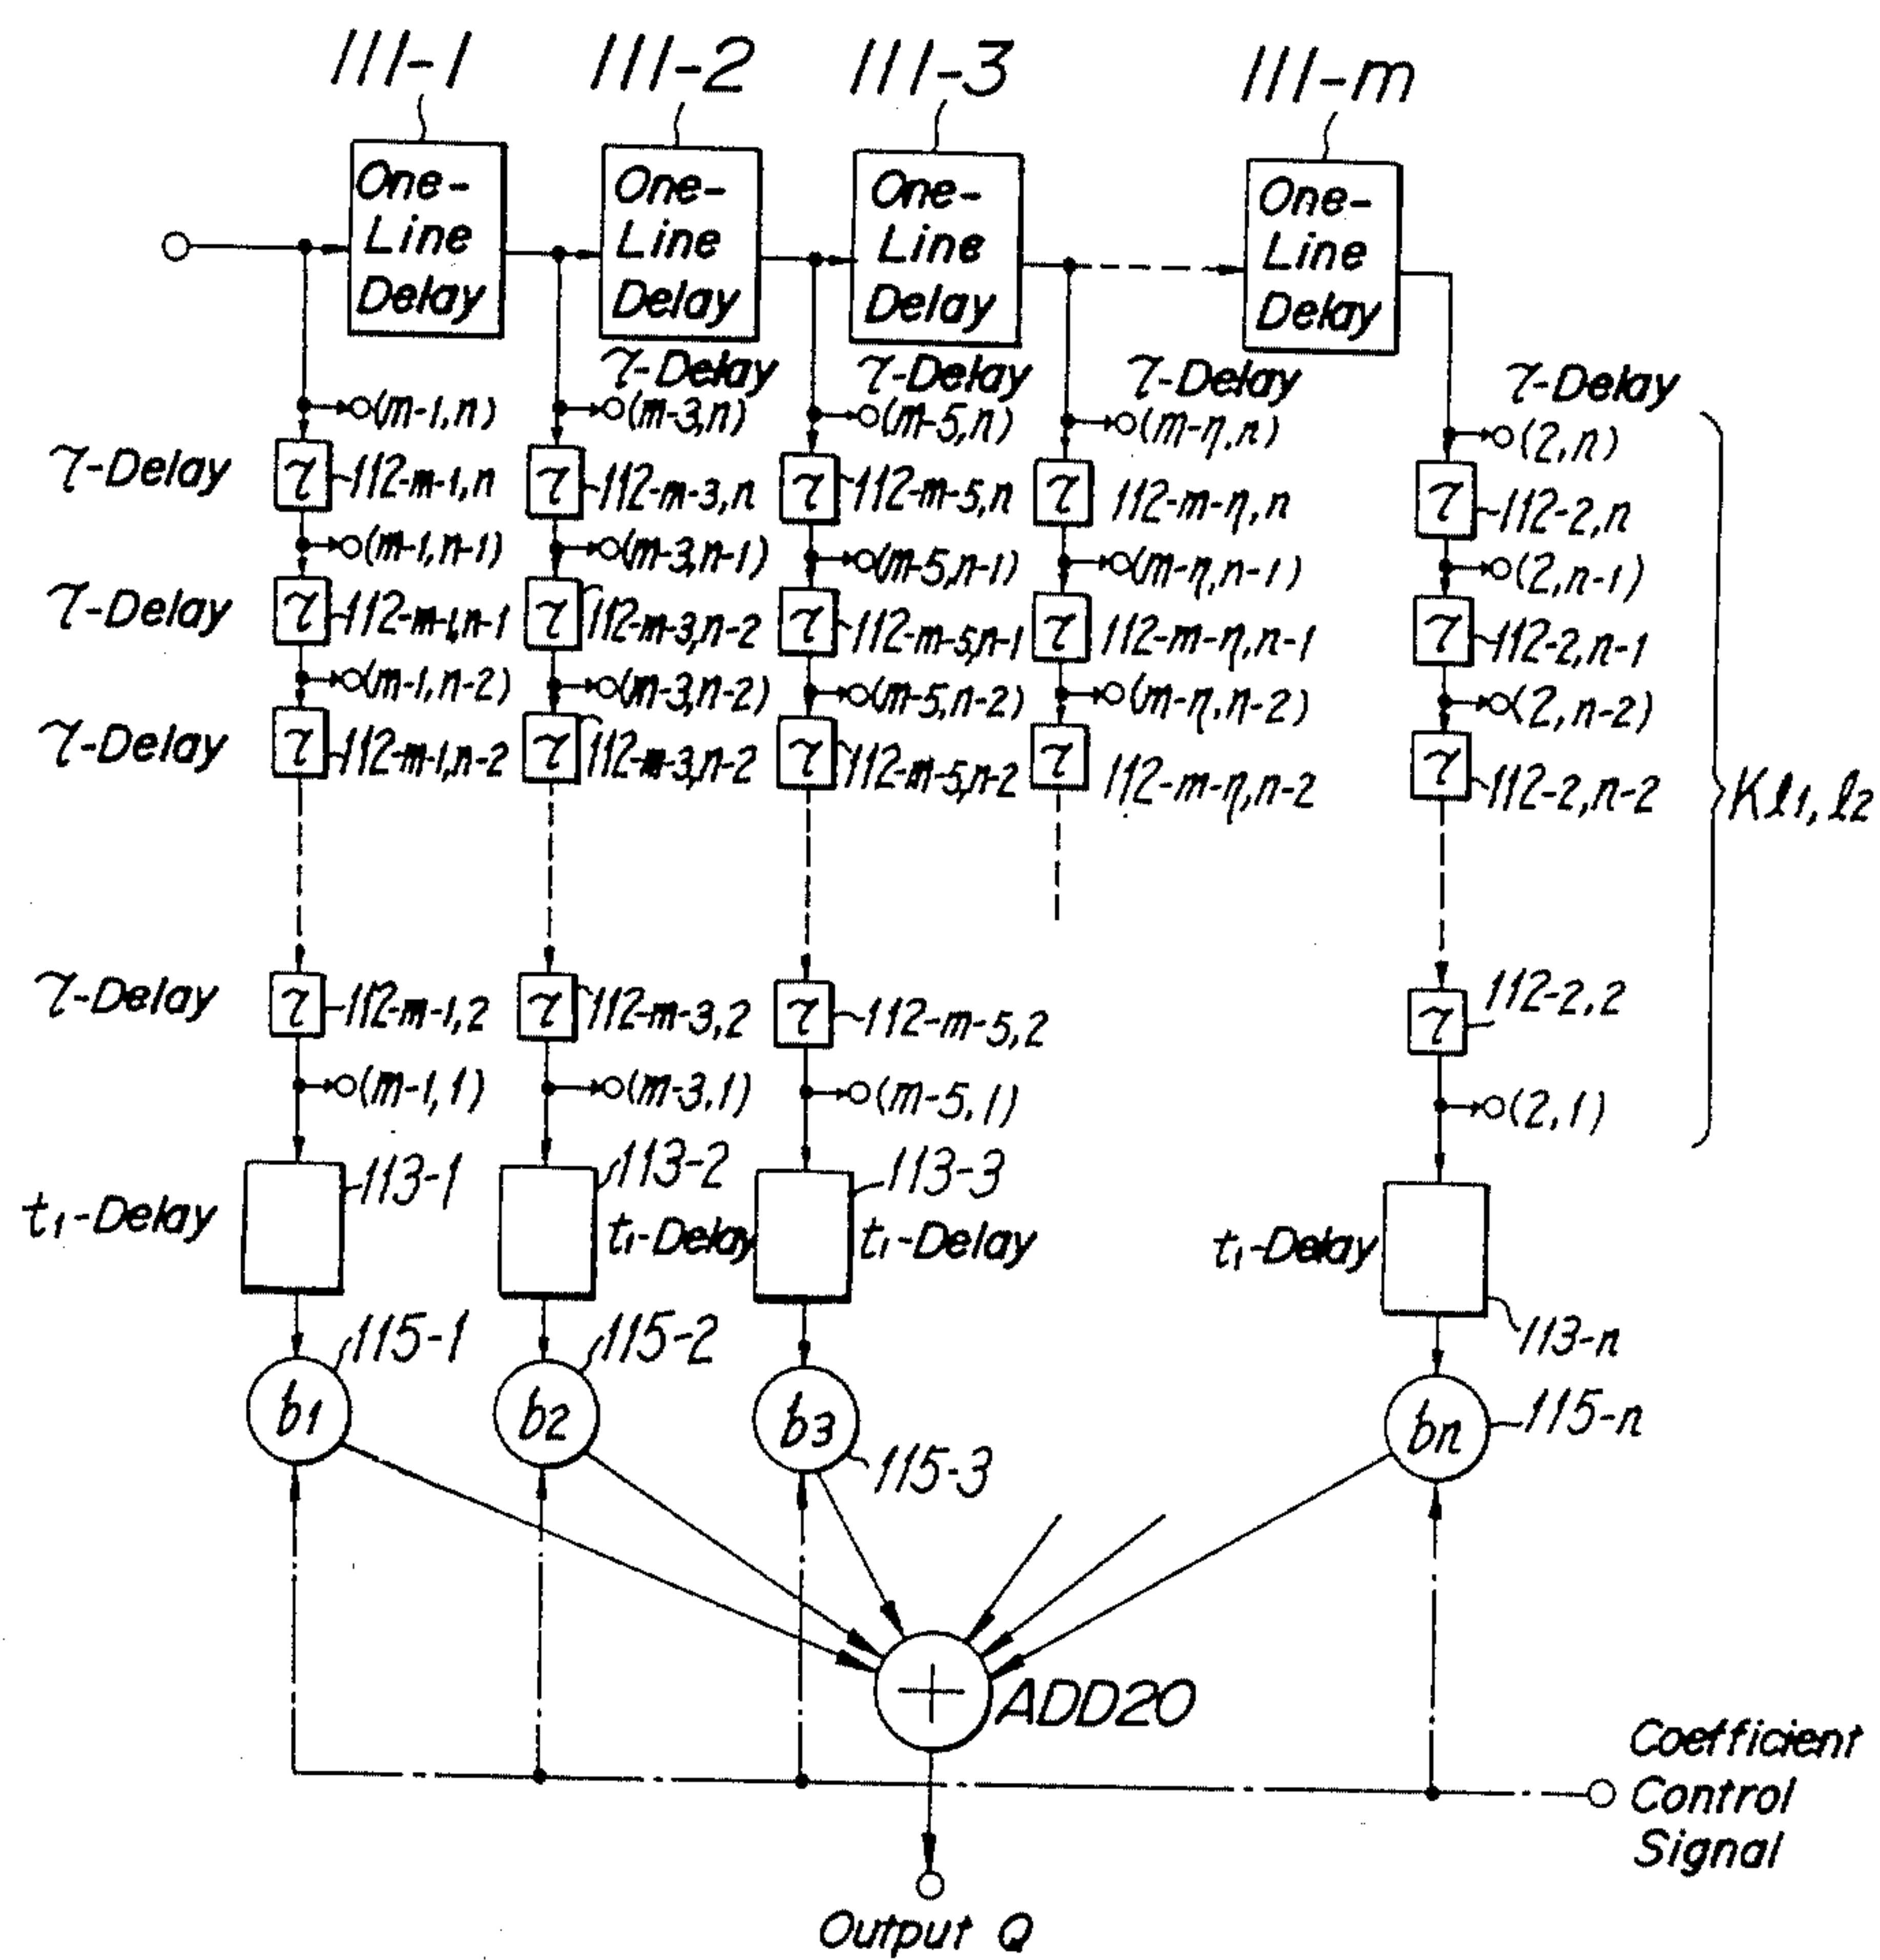 111-1 111-2 111-3 111-m
One- One- One- One-
Line Line Line Line
Delay Delay Delay Delay
τ-Delay τ-Delay τ-Delay τ-Delay
(m-1,n) (m-3,n) (m-5,n) (m-η,n) (2,n)
τ-Delay τ 112-m-1,n τ 112-m-3,n τ 112-m-5,n τ 112-m-η,n τ 112-2,n
(m-1,n-1) (m-3,n-1) (m-5,n-1) (m-η,n-1) (2,n-1)
τ-Delay τ 112-m-1,n-1 τ 112-m-3,n-2 τ 112-m-5,n-1 τ 112-m-η,n-1 τ 112-2,n-1
(m-1,n-2) (m-3,n-2) (m-5,n-2) (m-η,n-2) (2,n-2)
τ-Delay τ 112-m-1,n-2 τ 112-m-3,n-2 τ 112-m-5,n-2 τ 112-m-η,n-2 τ 112-2,n-2
Kℓ1,ℓ2
τ-Delay τ 112-m-1,2 τ 112-m-3,2 τ 112-m-5,2 τ 112-2,2
(m-1,1) (m-3,1) (m-5,1) (2,1)
113-1 113-2 113-3
t1-Delay t1-Delay t1-Delay t1-Delay
113-n
115-1 115-2
b1 b2 b3 bn 115-n
115-3
ADD20
Coefficient
Control
Signal
Output Q